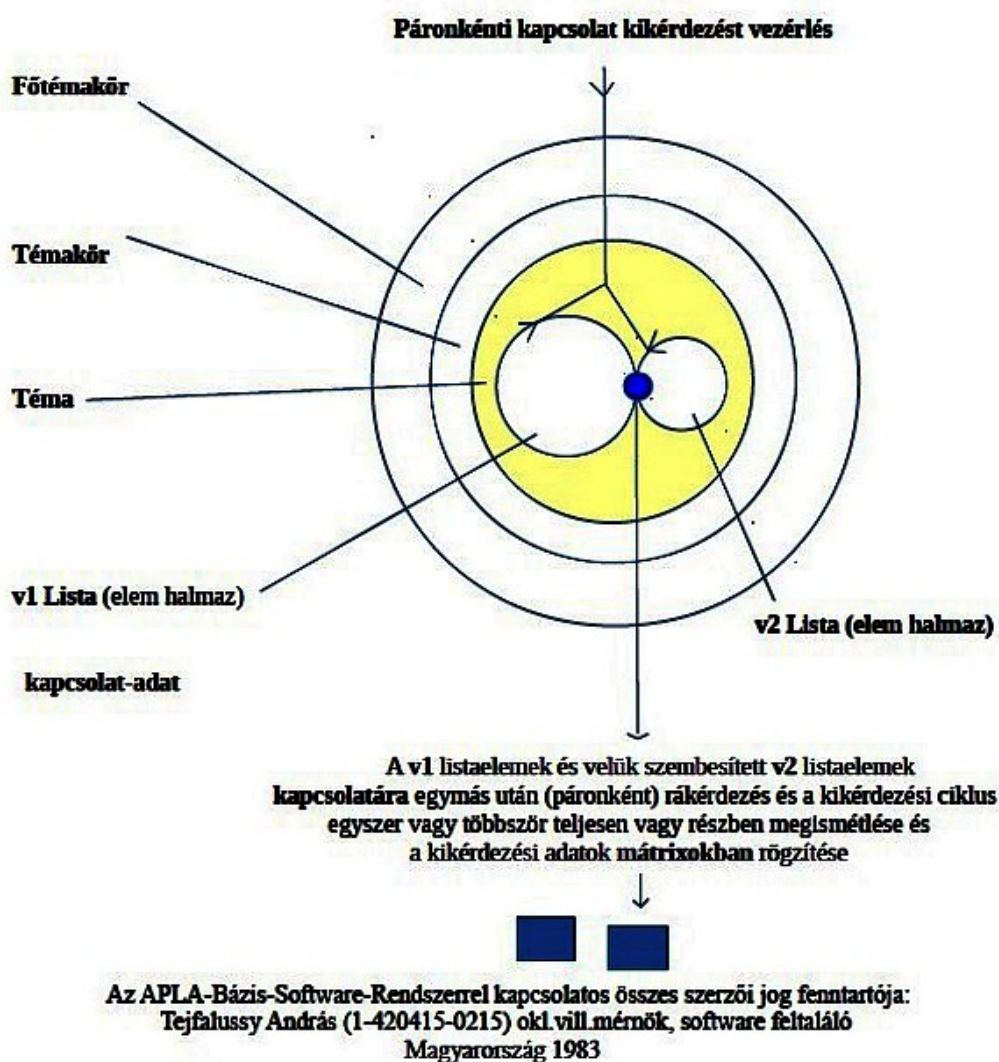 Páronkénti kapcsolat kikérdezést vezérlés
Főtémakör
Témakör
Téma
v1 Lista (elem halmaz)
v2 Lista (elem halmaz)
kapcsolat-adat
A v1 listaelemek és velük szembesített v2 listaelemek
kapcsolatára egymás után (páronként) rákérdezés és a kikérdezési ciklus
egyszer vagy többször teljesen vagy részben megismétlése és
a kikérdezési adatok mátrixokban rögzítése
Az APLA-Bázis-Software-Rendszerrel kapcsolatos összes szerzői jog fenntartója:
Tejfalussy András (1-420415-0215) okl.vill.mérnök, software feltaláló
Magyarország 1983